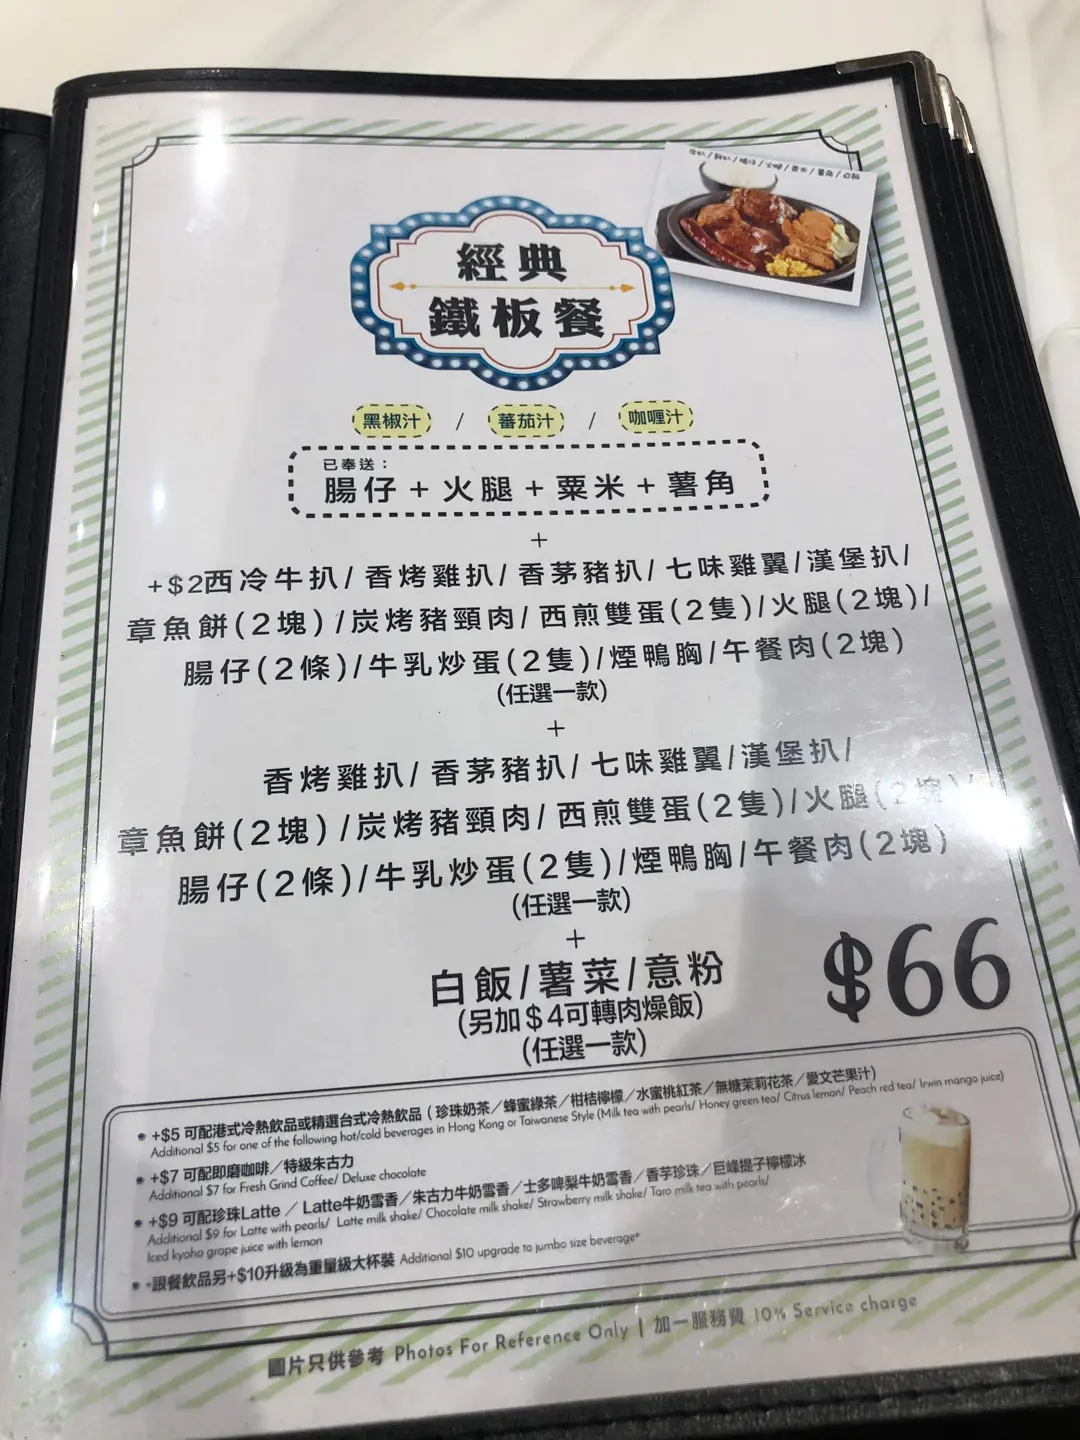 牛扒/雞扒/腸仔/火腿/粟米/薯角/白飯
經典
鐵板餐
黑椒汁 / 蕃茄汁 / 咖喱汁
已奉送：
腸仔+火腿+粟米+薯角
+
+$2西冷牛扒/香烤雞扒/香茅豬扒/七味雞翼/漢堡扒/
章魚餅(2塊)/炭烤豬頸肉/西煎雙蛋(2隻)/火腿(2塊)/
腸仔(2條)/牛乳炒蛋(2隻)/煙鴨胸/午餐肉(2塊)
(任選一款)
+
香烤雞扒/香茅豬扒/七味雞翼/漢堡扒/
章魚餅(2塊)/炭烤豬頸肉/西煎雙蛋(2隻)/火腿(2塊)/
腸仔(2條)/牛乳炒蛋(2隻)/煙鴨胸/午餐肉(2塊)
(任選一款)
+
白飯/薯菜/意粉
(另加$4可轉肉燥飯)
(任選一款)
$66
+$5 可配港式冷熱飲品或精選台式冷熱飲品 ( 珍珠奶茶／蜂蜜綠茶／柑桔檸檬／水蜜桃紅茶／無糖茉莉花茶／愛文芒果汁)
Additional $5 for one of the following hot/cold beverages in Hong Kong or Taiwanese Style (Milk tea with pearls/ Honey green tea/ Citrus lemon/ Peach red tea/ Irwin mango juice)
+$7 可配即磨咖啡／特級朱古力
Additional $7 for Fresh Grind Coffee/ Deluxe chocolate
+$9 可配珍珠Latte ／ Latte牛奶雪香／朱古力牛奶雪香／士多啤梨牛奶雪香／香芋珍珠／巨峰提子檸檬冰
Additional $9 for Latte with pearls/ Latte milk shake/ Chocolate milk shake/ Strawberry milk shake/ Taro milk tea with pearls/
Iced kyoho grape juice with lemon
-跟餐飲品另+$10升級為重量級大杯裝 Additional $10 upgrade to jumbo size beverage*
圖片只供參考 Photos For Reference Only | 加一服務費 10% Service charge